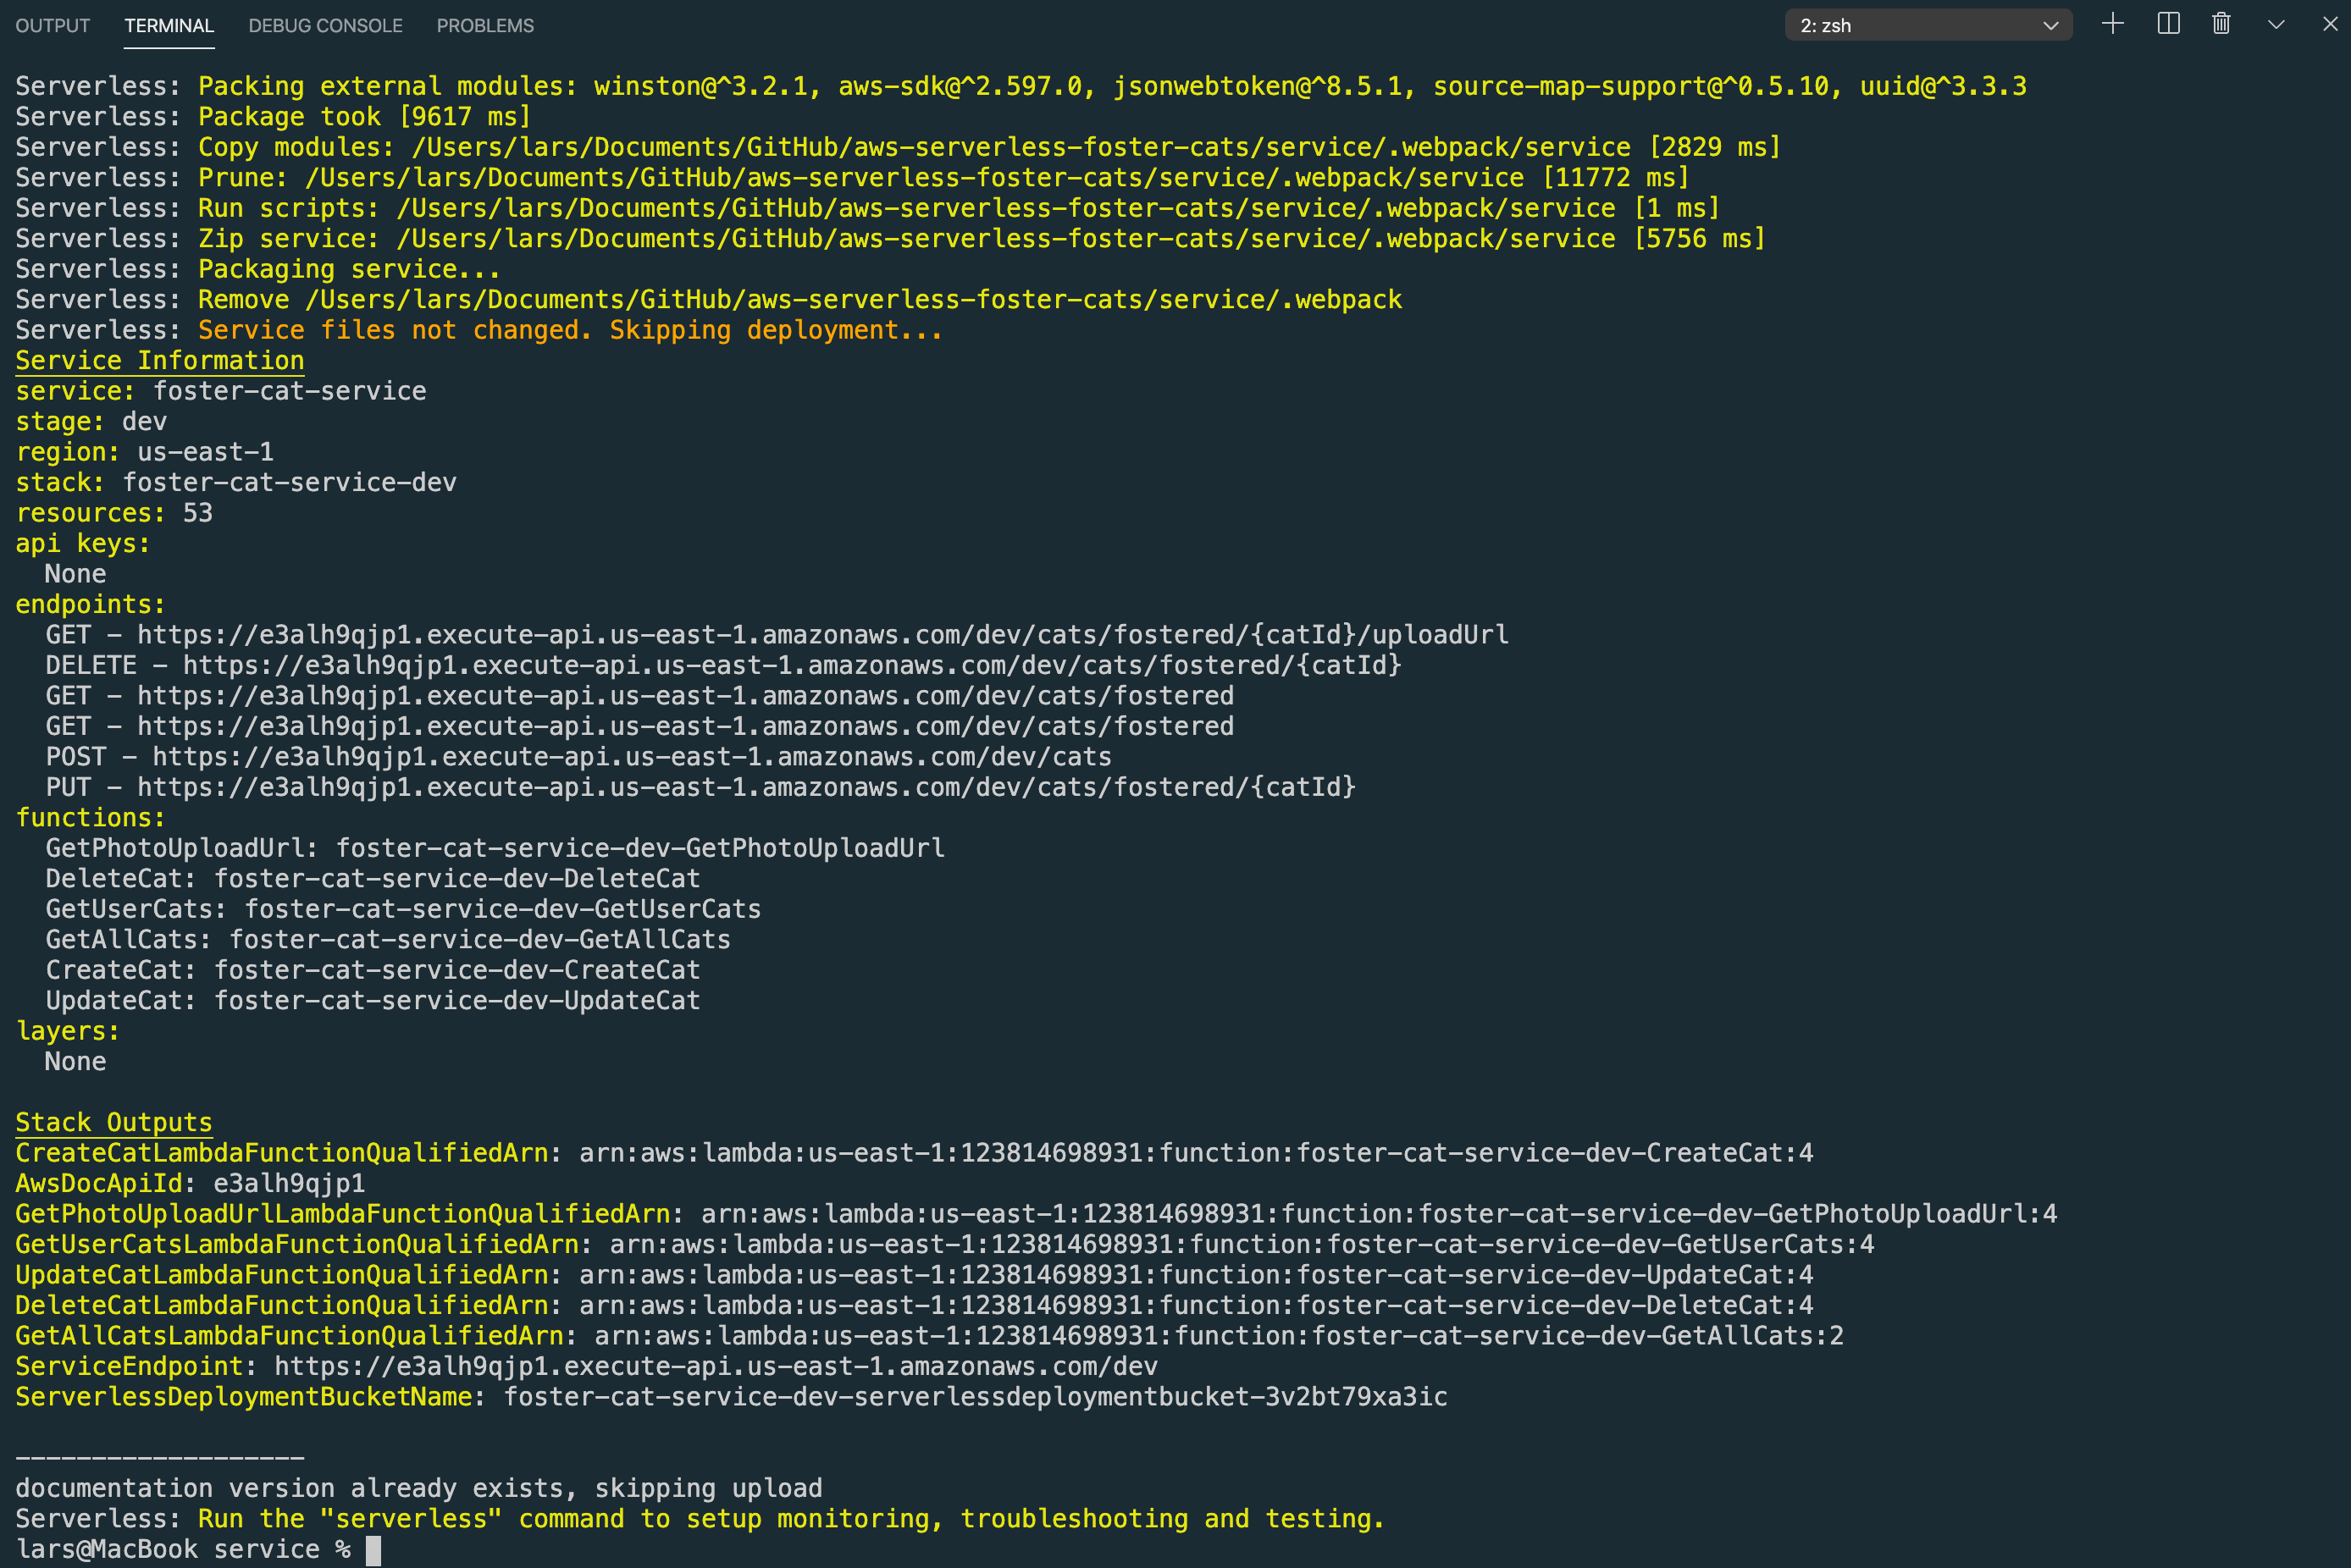 OUTPUT TERMINAL DEBUG CONSOLE PROBLEMS 2: zsh
Serverless: Packing external modules: winston@^3.2.1, aws-sdk@^2.597.0, jsonwebtoken@^8.5.1, source-map-support@^0.5.10, uuid@^3.3.3
Serverless: Package took [9617 ms]
Serverless: Copy modules: /Users/lars/Documents/GitHub/aws-serverless-foster-cats/service/.webpack/service [2829 ms]
Serverless: Prune: /Users/lars/Documents/GitHub/aws-serverless-foster-cats/service/.webpack/service [11772 ms]
Serverless: Run scripts: /Users/lars/Documents/GitHub/aws-serverless-foster-cats/service/.webpack/service [1 ms]
Serverless: Zip service: /Users/lars/Documents/GitHub/aws-serverless-foster-cats/service/.webpack/service [5756 ms]
Serverless: Packaging service...
Serverless: Remove /Users/lars/Documents/GitHub/aws-serverless-foster-cats/service/.webpack
Serverless: Service files not changed. Skipping deployment...
Service Information
service: foster-cat-service
stage: dev
region: us-east-1
stack: foster-cat-service-dev
resources: 53
api keys:
  None
endpoints:
  GET - https://e3alh9qjp1.execute-api.us-east-1.amazonaws.com/dev/cats/fostered/{catId}/uploadUrl
  DELETE - https://e3alh9qjp1.execute-api.us-east-1.amazonaws.com/dev/cats/fostered/{catId}
  GET - https://e3alh9qjp1.execute-api.us-east-1.amazonaws.com/dev/cats/fostered
  GET - https://e3alh9qjp1.execute-api.us-east-1.amazonaws.com/dev/cats/fostered
  POST - https://e3alh9qjp1.execute-api.us-east-1.amazonaws.com/dev/cats
  PUT - https://e3alh9qjp1.execute-api.us-east-1.amazonaws.com/dev/cats/fostered/{catId}
functions:
  GetPhotoUploadUrl: foster-cat-service-dev-GetPhotoUploadUrl
  DeleteCat: foster-cat-service-dev-DeleteCat
  GetUserCats: foster-cat-service-dev-GetUserCats
  GetAllCats: foster-cat-service-dev-GetAllCats
  CreateCat: foster-cat-service-dev-CreateCat
  UpdateCat: foster-cat-service-dev-UpdateCat
layers:
  None
Stack Outputs
CreateCatLambdaFunctionQualifiedArn: arn:aws:lambda:us-east-1:123814698931:function:foster-cat-service-dev-CreateCat:4
AwsDocApiId: e3alh9qjp1
GetPhotoUploadUrlLambdaFunctionQualifiedArn: arn:aws:lambda:us-east-1:123814698931:function:foster-cat-service-dev-GetPhotoUploadUrl:4
GetUserCatsLambdaFunctionQualifiedArn: arn:aws:lambda:us-east-1:123814698931:function:foster-cat-service-dev-GetUserCats:4
UpdateCatLambdaFunctionQualifiedArn: arn:aws:lambda:us-east-1:123814698931:function:foster-cat-service-dev-UpdateCat:4
DeleteCatLambdaFunctionQualifiedArn: arn:aws:lambda:us-east-1:123814698931:function:foster-cat-service-dev-DeleteCat:4
GetAllCatsLambdaFunctionQualifiedArn: arn:aws:lambda:us-east-1:123814698931:function:foster-cat-service-dev-GetAllCats:2
ServiceEndpoint: https://e3alh9qjp1.execute-api.us-east-1.amazonaws.com/dev
ServerlessDeploymentBucketName: foster-cat-service-dev-serverlessdeploymentbucket-3v2bt79xa3ic
-------------------
documentation version already exists, skipping upload
Serverless: Run the "serverless" command to setup monitoring, troubleshooting and testing.
lars@MacBook service %